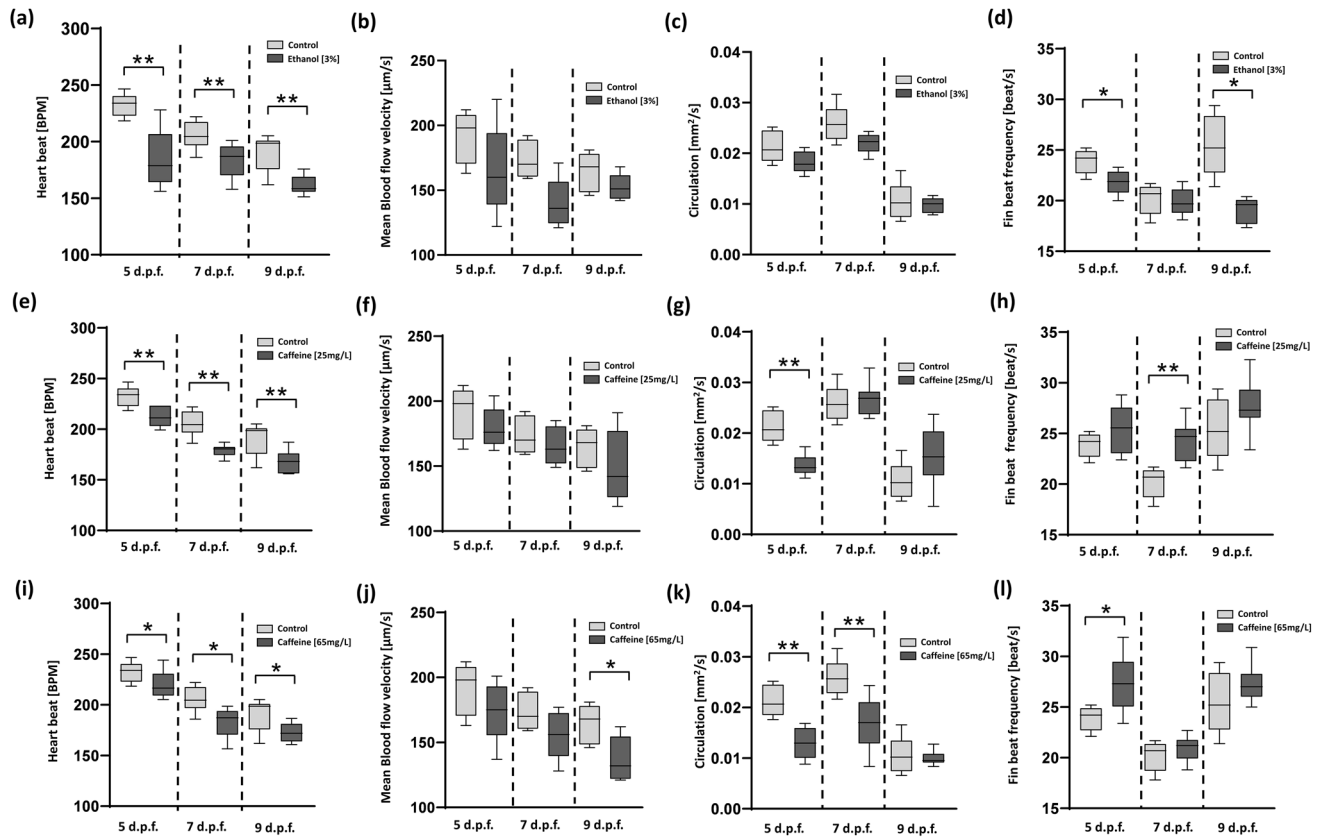 (a)
Heart beat [BPM]
300
250
200
150
100
**
**
**
Control
Ethanol [3%]
5 d.p.f.
7 d.p.f.
9 d.p.f.
(b)
Mean Blood flow velocity [µm/s]
250
200
150
100
Control
Ethanol [3%]
5 d.p.f.
7 d.p.f.
9 d.p.f.
(c)
Circulation [mm²/s]
0.04
0.03
0.02
0.01
0.00
Control
Ethanol [3%]
5 d.p.f.
7 d.p.f.
9 d.p.f.
(d)
Fin beat frequency [beat/s]
35
30
25
20
15
*
*
Control
Ethanol [3%]
5 d.p.f.
7 d.p.f.
9 d.p.f.
(e)
Heart beat [BPM]
300
250
200
150
100
**
**
**
Control
Caffeine [25mg/L]
5 d.p.f.
7 d.p.f.
9 d.p.f.
(f)
Mean Blood flow velocity [µm/s]
250
200
150
100
Control
Caffeine [25mg/L]
5 d.p.f.
7 d.p.f.
9 d.p.f.
(g)
Circulation [mm²/s]
0.04
0.03
0.02
0.01
0.00
**
Control
Caffeine [25mg/L]
5 d.p.f.
7 d.p.f.
9 d.p.f.
(h)
Fin beat frequency [beat/s]
35
30
25
20
15
**
Control
Caffeine [25mg/L]
5 d.p.f.
7 d.p.f.
9 d.p.f.
(i)
Heart beat [BPM]
300
250
200
150
100
*
*
*
Control
Caffeine [65mg/L]
5 d.p.f.
7 d.p.f.
9 d.p.f.
(j)
Mean Blood flow velocity [µm/s]
250
200
150
100
*
Control
Caffeine [65mg/L]
5 d.p.f.
7 d.p.f.
9 d.p.f.
(k)
Circulation [mm²/s]
0.04
0.03
0.02
0.01
0.00
**
**
Control
Caffeine [65mg/L]
5 d.p.f.
7 d.p.f.
9 d.p.f.
(l)
Fin beat frequency [beat/s]
35
30
25
20
15
*
Control
Caffeine [65mg/L]
5 d.p.f.
7 d.p.f.
9 d.p.f.